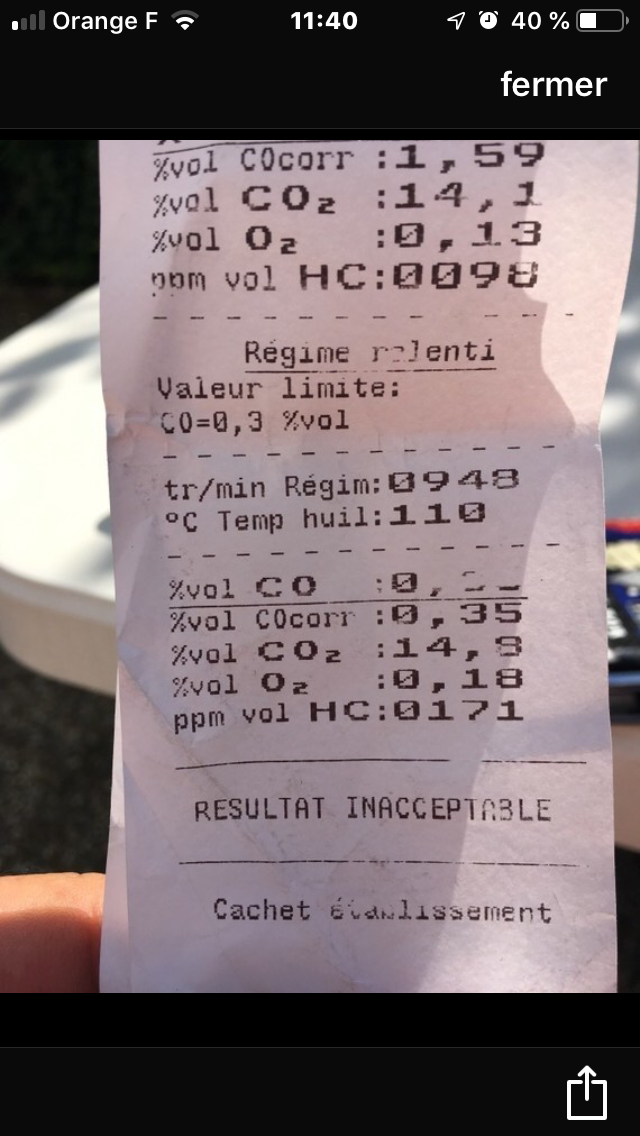 Orange F 11:40 40 %
fermer
%vol COcorr :1,59
%vol CO₂ :14,1
%vol O₂ :0,13
ppm vol HC:0098
- - - - - - - - - - - - -
Régime ralenti
Valeur limite:
CO=0,3 %vol
- - - - - - - - - - - - -
tr/min Régim:0948
°C Temp huil:110
- - - - - - - - - - - - -
%vol CO :0,
%vol COcorr :0,35
%vol CO₂ :14,8
%vol O₂ :0,18
ppm vol HC:0171
RESULTAT INACCEPTABLE
Cachet établissement